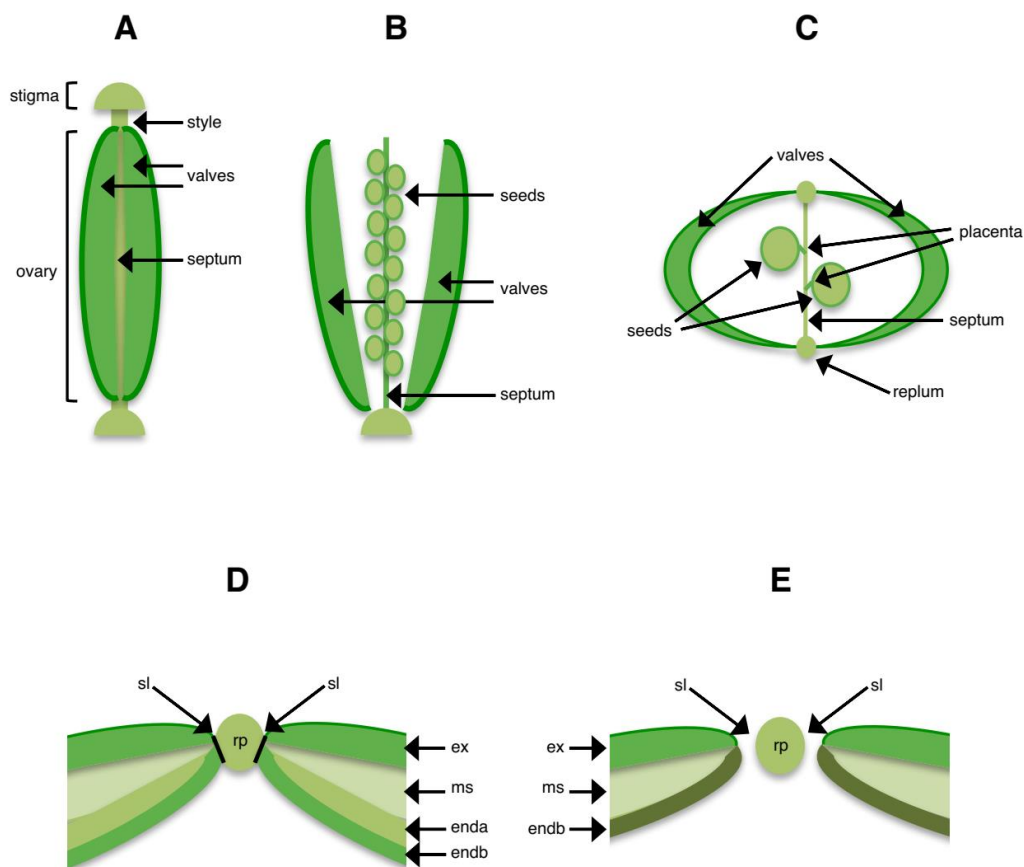 A
B
C
stigma
style
valves
septum
ovary
seeds
valves
septum
valves
placenta
seeds
septum
replum
D
E
sl
sl
rp
ex
ms
enda
endb
sl
sl
rp
ex
ms
endb